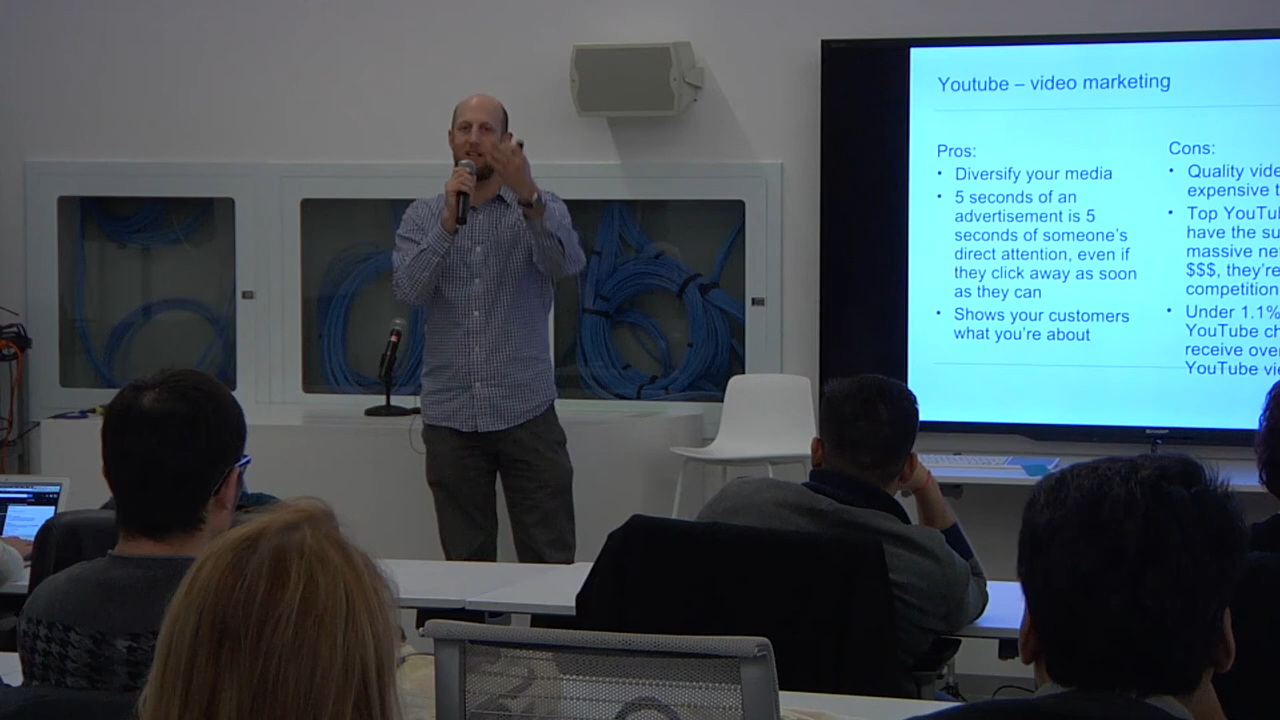 Youtube – video marketing
Pros:
• Diversify your media
• 5 seconds of an
advertisement is 5
seconds of someone's
direct attention, even if
they click away as soon
as they can
• Shows your customers
what you're about
Cons:
• Quality vide
expensive t
• Top YouTu
have the su
massive ne
$$$, they're
competition
• Under 1.1%
YouTube ch
receive over
YouTube vie
SHARP